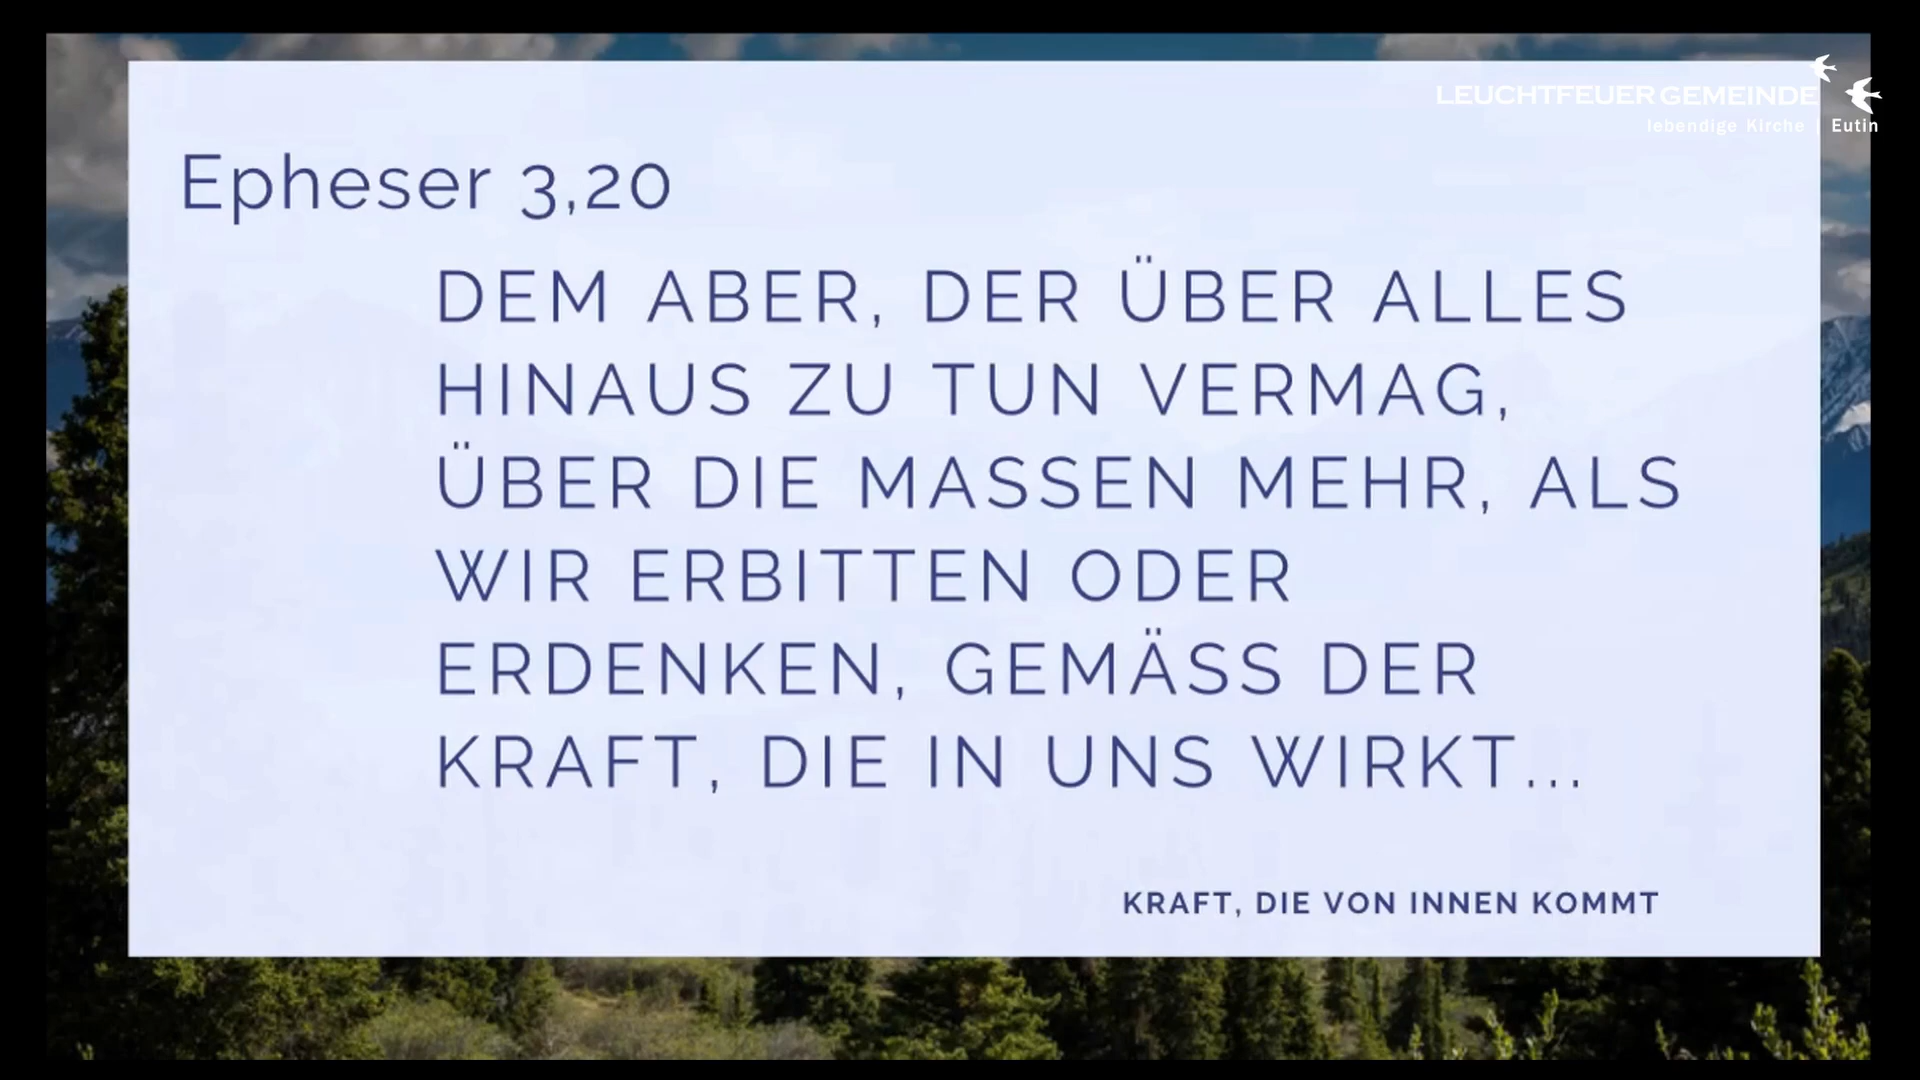 LEUCHTFEUER GEMEINDE
lebendige Kirche | Eutin
Epheser 3,20
DEM ABER, DER ÜBER ALLES
HINAUS ZU TUN VERMAG,
ÜBER DIE MASSEN MEHR, ALS
WIR ERBITTEN ODER
ERDENKEN, GEMÄSS DER
KRAFT, DIE IN UNS WIRKT...
KRAFT, DIE VON INNEN KOMMT